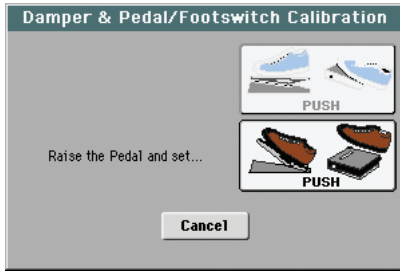 Damper & Pedal/Footswitch Calibration
PUSH
Raise the Pedal and set...
PUSH
Cancel